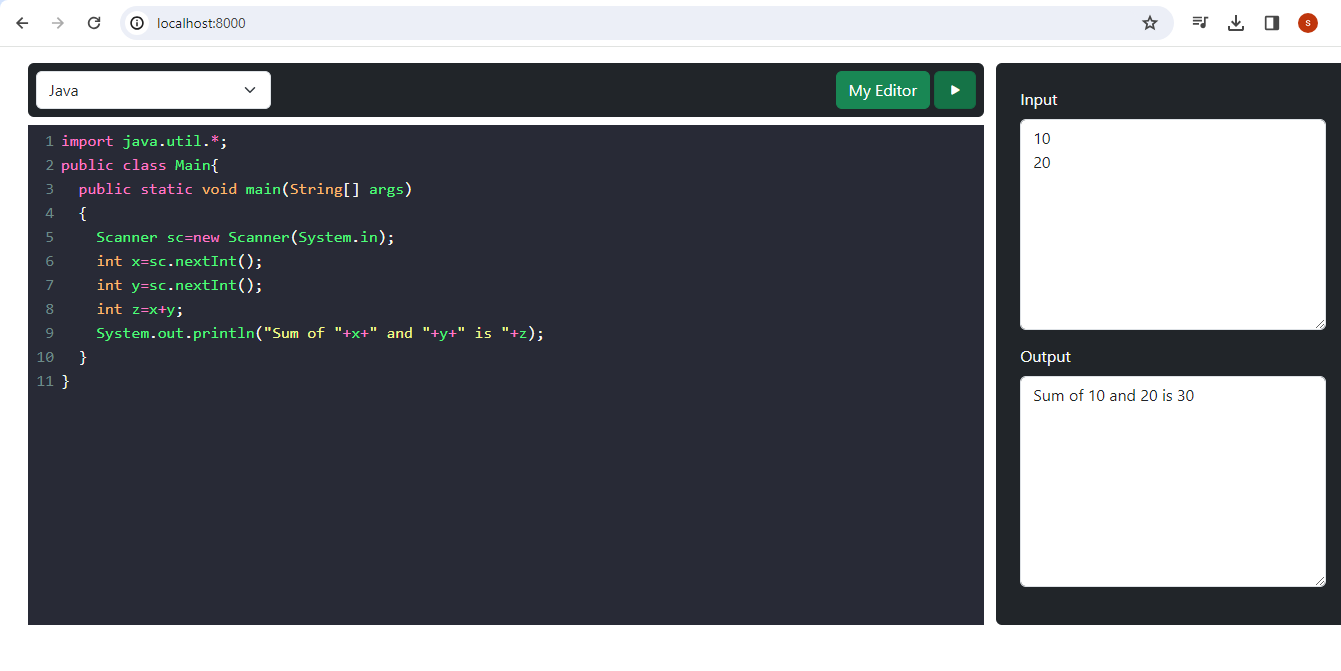 localhost:8000
S
Java
My Editor
1 import java.util.*;
2 public class Main{
3   public static void main(String[] args)
4   {
5     Scanner sc=new Scanner(System.in);
6     int x=sc.nextInt();
7     int y=sc.nextInt();
8     int z=x+y;
9     System.out.println("Sum of "+x+" and "+y+" is "+z);
10   }
11 }
Input
10
20
Output
Sum of 10 and 20 is 30